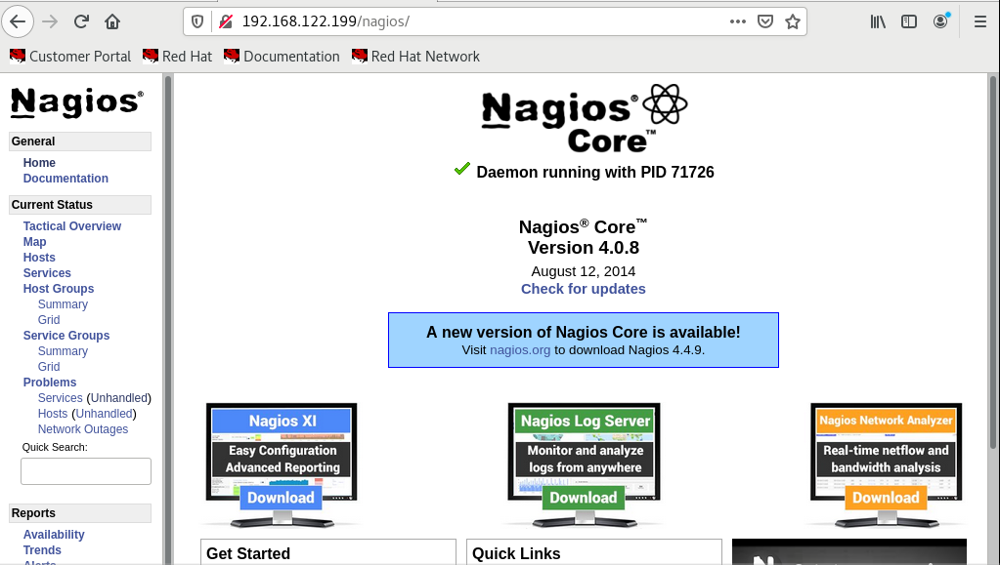 192.168.122.199/nagios/
Customer Portal Red Hat Documentation Red Hat Network
Nagios®
General
Home
Documentation
Current Status
Tactical Overview
Map
Hosts
Services
Host Groups
Summary
Grid
Service Groups
Summary
Grid
Problems
Services (Unhandled)
Hosts (Unhandled)
Network Outages
Quick Search:
Reports
Availability
Trends
Alerts
Nagios®
Core™
Daemon running with PID 71726
Nagios® Core™
Version 4.0.8
August 12, 2014
Check for updates
A new version of Nagios Core is available!
Visit nagios.org to download Nagios 4.4.9.
Nagios XI
Easy Configuration
Advanced Reporting
Download
Nagios Log Server
Monitor and analyze
logs from anywhere
Download
Nagios Network Analyzer
Real-time netflow and
bandwidth analysis
Download
Get Started
Quick Links